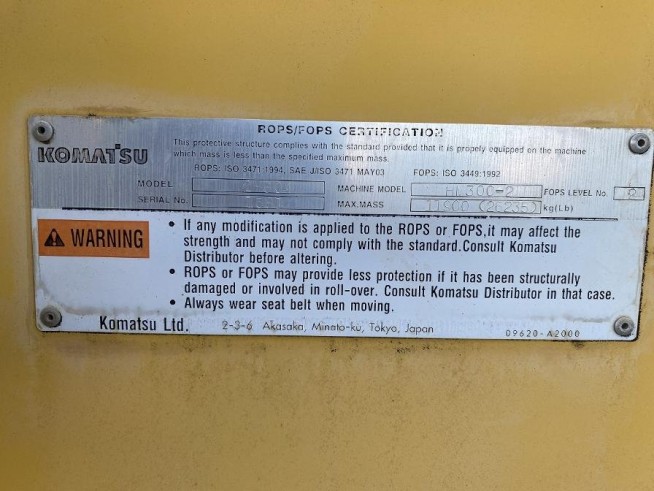 ROPS/FOPS CERTIFICATION
KOMATSU
This protective structure complies with the standard provided that it is properly equipped on the machine
which mass is less than the specified maximum mass.
ROPS: ISO 3471:1994, SAE J/ISO 3471 MAY03 FOPS: ISO 3449:1992
MODEL MACHINE MODEL HM300-2 FOPS LEVEL No.
SERIAL No. MAX.MASS 11900 (26235) kg(Lb)
WARNING
• If any modification is applied to the ROPS or FOPS,it may affect the
strength and may not comply with the standard.Consult Komatsu
Distributor before altering.
• ROPS or FOPS may provide less protection if it has been structurally
damaged or involved in roll-over. Consult Komatsu Distributor in that case.
• Always wear seat belt when moving.
Komatsu Ltd. 2-3-6 Akasaka, Minato-ku, Tokyo, Japan 09620-A2000